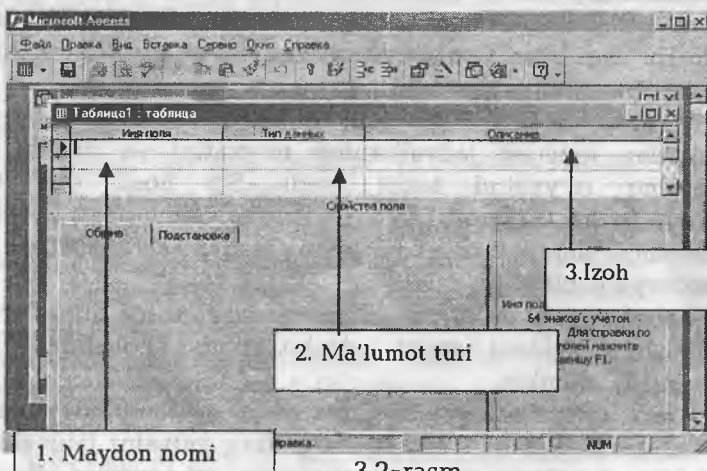 Microsoft Access
Файл Правка Вид Вставка Сервис Окно Справка
Таблица1 : таблица
Имя поля Тип данных Описание
Свойства поля
Общие Подстановка
3.Izoh
64 знаков с учетом
Для справки по
нажмите
F1.
2. Ma'lumot turi
1. Maydon nomi
NUM
3.2-rasm